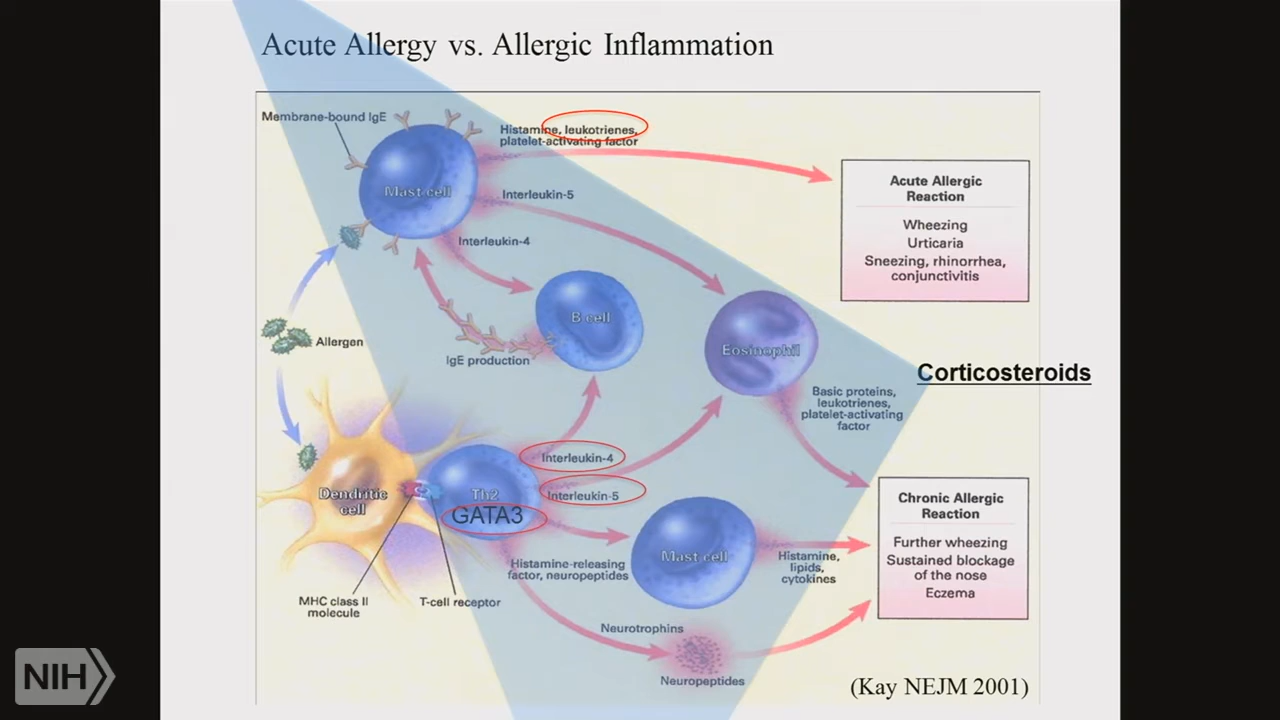 Acute Allergy vs. Allergic Inflammation
Membrane-bound IgE
Histamine, leukotrienes,
platelet-activating factor
Mast cell
Interleukin-5
Interleukin-4
Acute Allergic
Reaction
Wheezing
Urticaria
Sneezing, rhinorrhea,
conjunctivitis
B cell
Allergen
IgE production
Eosinophil
Corticosteroids
Basic proteins,
leukotrienes,
platelet-activating
factor
Interleukin-4
Interleukin-5
Dendritic
cell
Th2
GATA3
Mast cell
Histamine-releasing
factor, neuropeptides
Histamine,
lipids,
cytokines
Chronic Allergic
Reaction
Further wheezing
Sustained blockage
of the nose
Eczema
MHC class II
molecule
T-cell receptor
Neurotrophins
Neuropeptides
(Kay NEJM 2001)
NIH